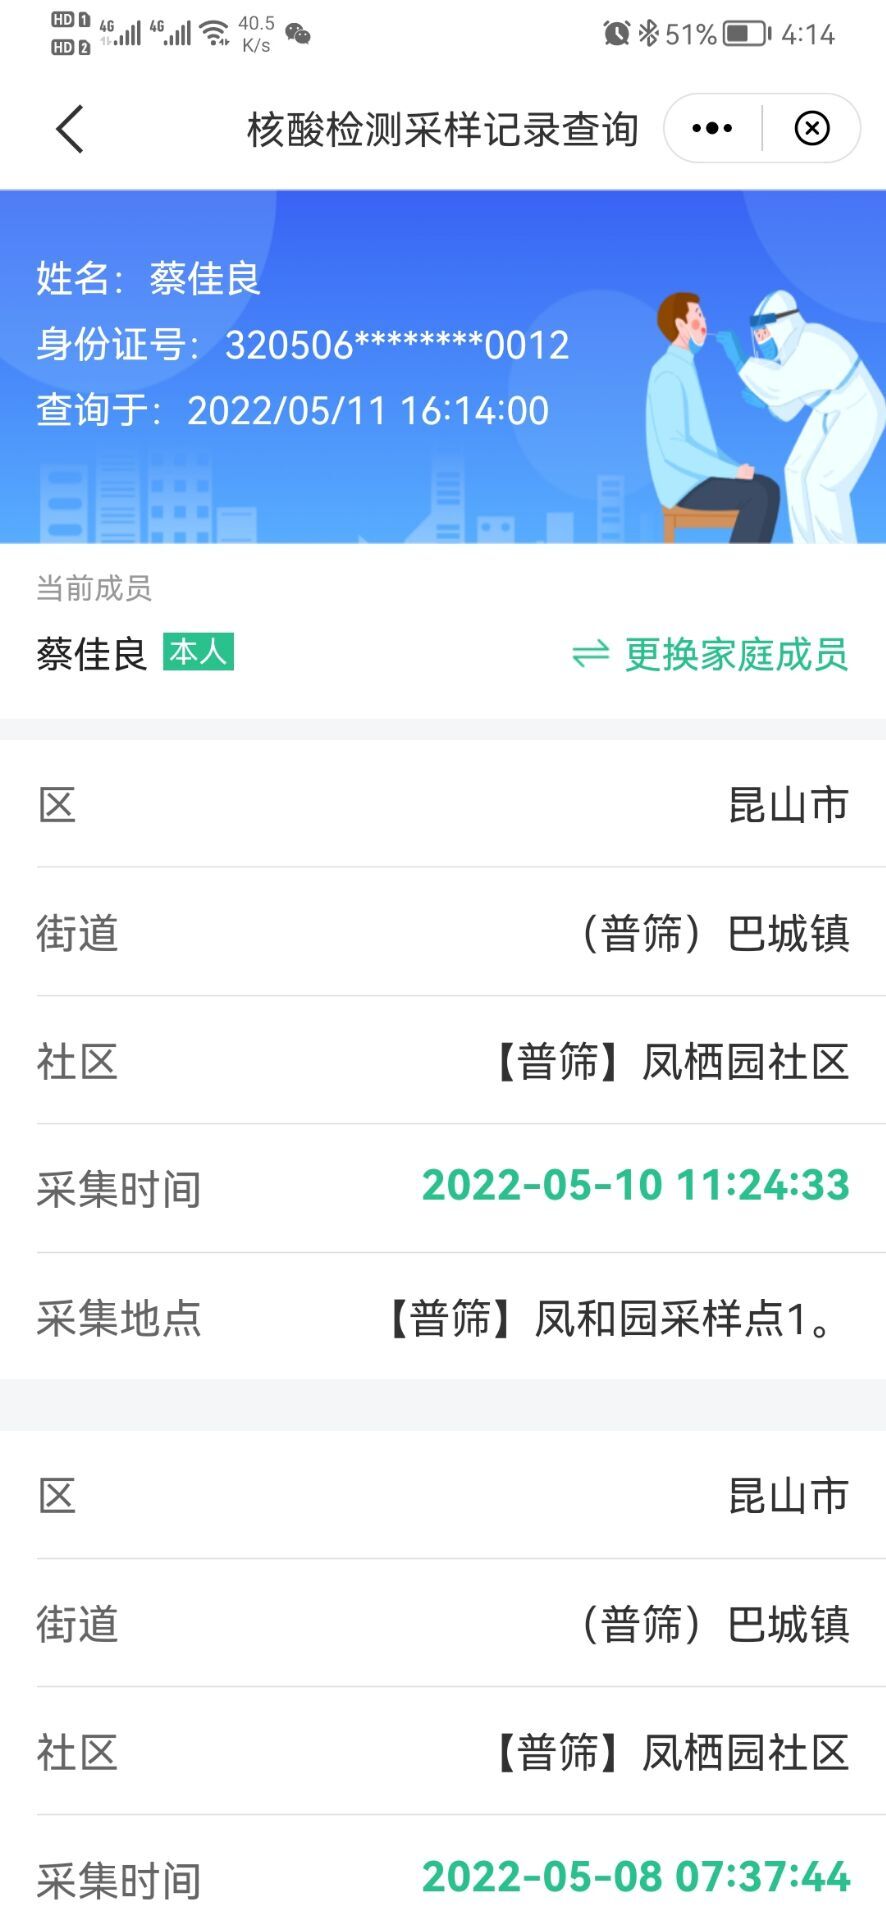 HD 1 4G 4G 40.5 K/s 51% 4:14
HD 2
核酸检测采样记录查询
姓名：蔡佳良
身份证号：320506********0012
查询于：2022/05/11 16:14:00
当前成员
蔡佳良 本人 更换家庭成员
区 昆山市
街道 （普筛）巴城镇
社区 【普筛】凤栖园社区
采集时间 2022-05-10 11:24:33
采集地点 【普筛】凤和园采样点1。
区 昆山市
街道 （普筛）巴城镇
社区 【普筛】凤栖园社区
采集时间 2022-05-08 07:37:44